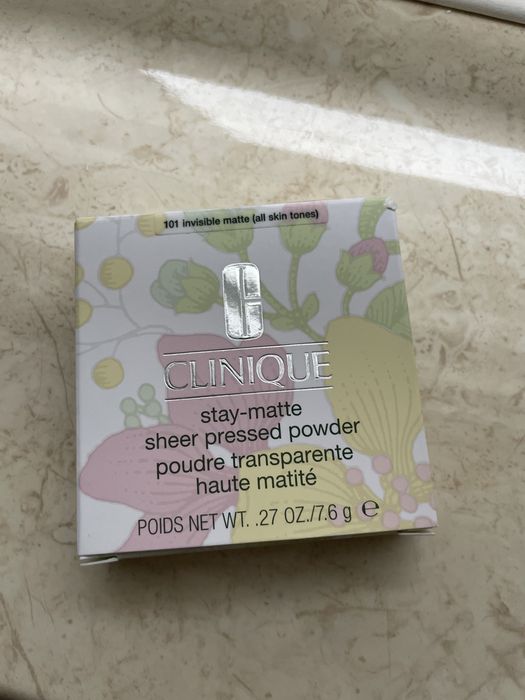 101 invisible matte (all skin tones)
CLINIQUE
stay-matte
sheer pressed powder
poudre transparente
haute matité
POIDS NET WT. .27 OZ./7.6 g ℮